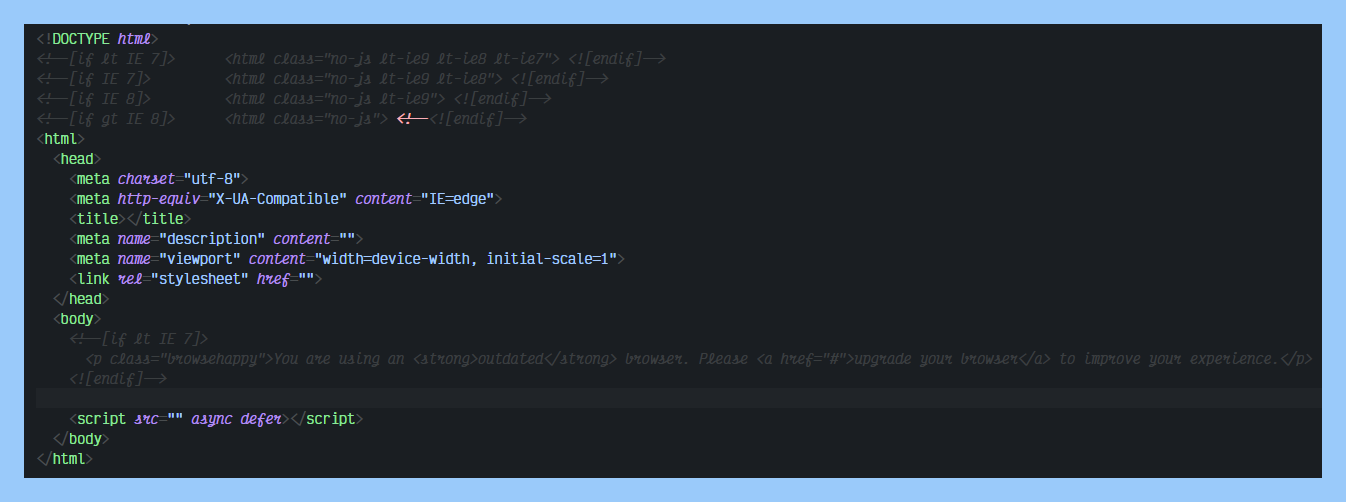 <!DOCTYPE html>
<!--[if lt IE 7]>      <html class="no-js lt-ie9 lt-ie8 lt-ie7"> <![endif]-->
<!--[if IE 7]>         <html class="no-js lt-ie9 lt-ie8"> <![endif]-->
<!--[if IE 8]>         <html class="no-js lt-ie9"> <![endif]-->
<!--[if gt IE 8]>      <html class="no-js"> <!--<![endif]-->
<html>
  <head>
    <meta charset="utf-8">
    <meta http-equiv="X-UA-Compatible" content="IE=edge">
    <title></title>
    <meta name="description" content="">
    <meta name="viewport" content="width=device-width, initial-scale=1">
    <link rel="stylesheet" href="">
  </head>
  <body>
    <!--[if lt IE 7]>
      <p class="browsehappy">You are using an <strong>outdated</strong> browser. Please <a href="#">upgrade your browser</a> to improve your experience.</p>
    <![endif]-->
    <script src="" async defer></script>
  </body>
</html>